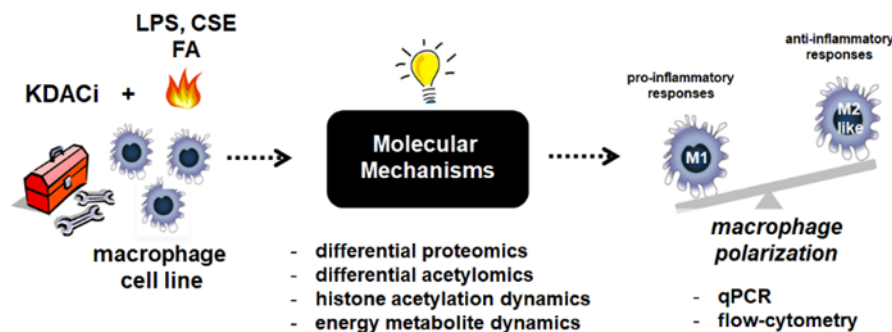 LPS, CSE
FA
KDACi +
macrophage
cell line
Molecular
Mechanisms
- differential proteomics
- differential acetylomics
- histone acetylation dynamics
- energy metabolite dynamics
pro-inflammatory
responses
anti-inflammatory
responses
M1
M2
like
macrophage
polarization
- qPCR
- flow-cytometry